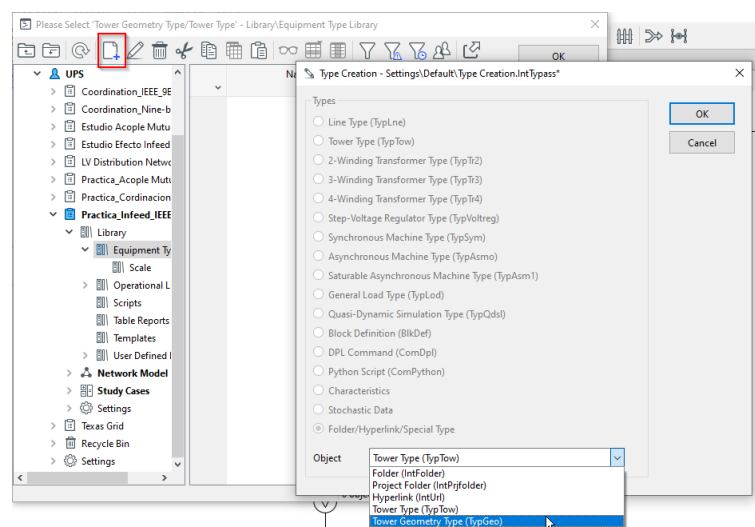 Please Select 'Tower Geometry Type/Tower Type' - Library\Equipment Type Library
OK
UPS
Coordination_IEEE_9E
Coordination_Nine-b
Estudio Acople Mutu
Estudio Efecto Infeed
LV Distribution Netwo
Practica_Acople Mutu
Practica_Cordinacion
Practica_Infeed_IEEE
Library
Equipment Ty
Scale
Operational L
Scripts
Table Reports
Templates
User Defined I
Network Model
Study Cases
Settings
Texas Grid
Recycle Bin
Settings
Na
Type Creation - Settings\Default\Type Creation.IntTypass*
Types
Line Type (TypLne)
Tower Type (TypTow)
2-Winding Transformer Type (TypTr2)
3-Winding Transformer Type (TypTr3)
4-Winding Transformer Type (TypTr4)
Step-Voltage Regulator Type (TypVoltreg)
Synchronous Machine Type (TypSym)
Asynchronous Machine Type (TypAsmo)
Saturable Asynchronous Machine Type (TypAsm1)
General Load Type (TypLod)
Quasi-Dynamic Simulation Type (TypQdsl)
Block Definition (BlkDef)
DPL Command (ComDpl)
Python Script (ComPython)
Characteristics
Stochastic Data
Folder/Hyperlink/Special Type
Object Tower Type (TypTow)
Folder (IntFolder)
Project Folder (IntPrjfolder)
Hyperlink (IntUrl)
Tower Type (TypTow)
Tower Geometry Type (TypGeo)
OK
Cancel
V